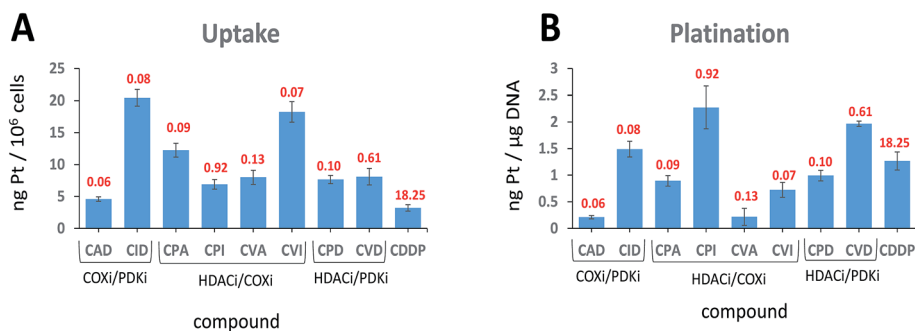 A
Uptake
ng Pt / 10⁶ cells
25
20
15
10
5
0
0.06
0.08
0.09
0.92
0.13
0.07
0.10
0.61
18.25
CAD CID CPA CPI CVA CVI CPD CVD CDDP
COXi/PDKi HDACi/COXi HDACi/PDKi
compound
B
Platination
ng Pt / µg DNA
3
2.5
2
1.5
1
0.5
0
0.06
0.08
0.09
0.92
0.13
0.07
0.10
0.61
18.25
CAD CID CPA CPI CVA CVI CPD CVD CDDP
COXi/PDKi HDACi/COXi HDACi/PDKi
compound